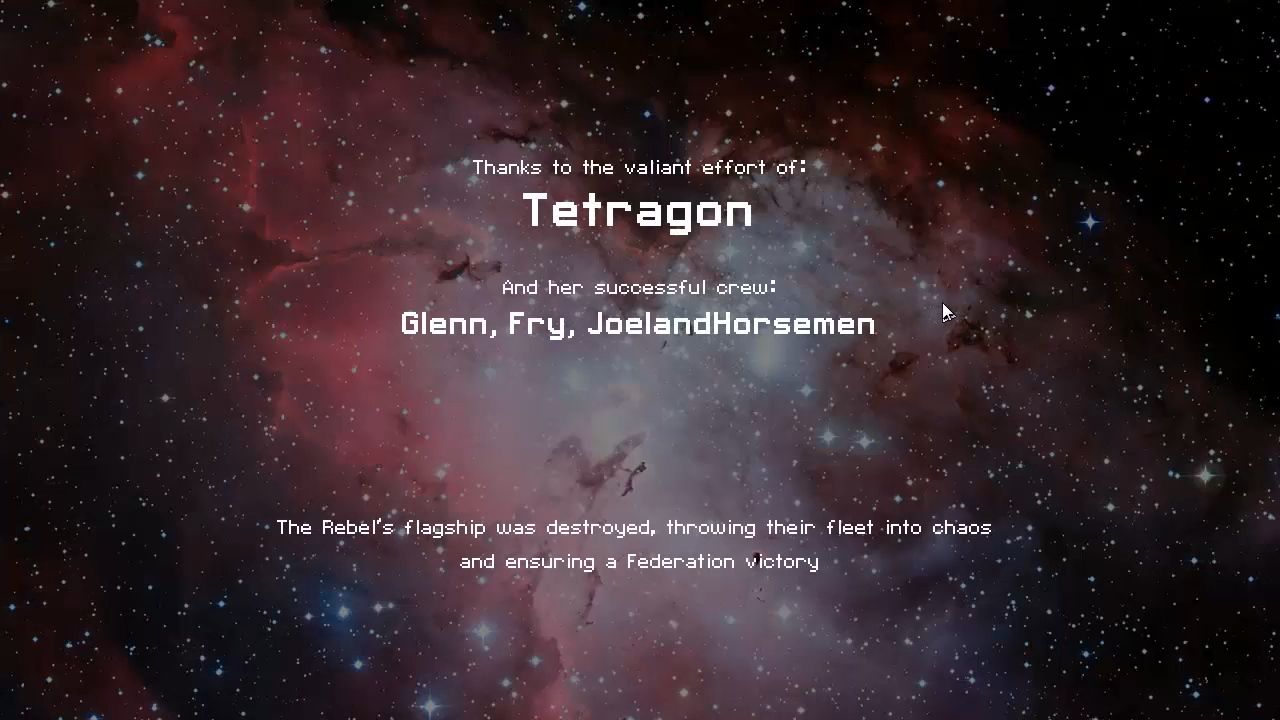 Thanks to the valiant effort of:
Tetragon
And her successful crew:
Glenn, Fry, JoelandHorsemen
The Rebel's flagship was destroyed, throwing their fleet into chaos
and ensuring a Federation victory